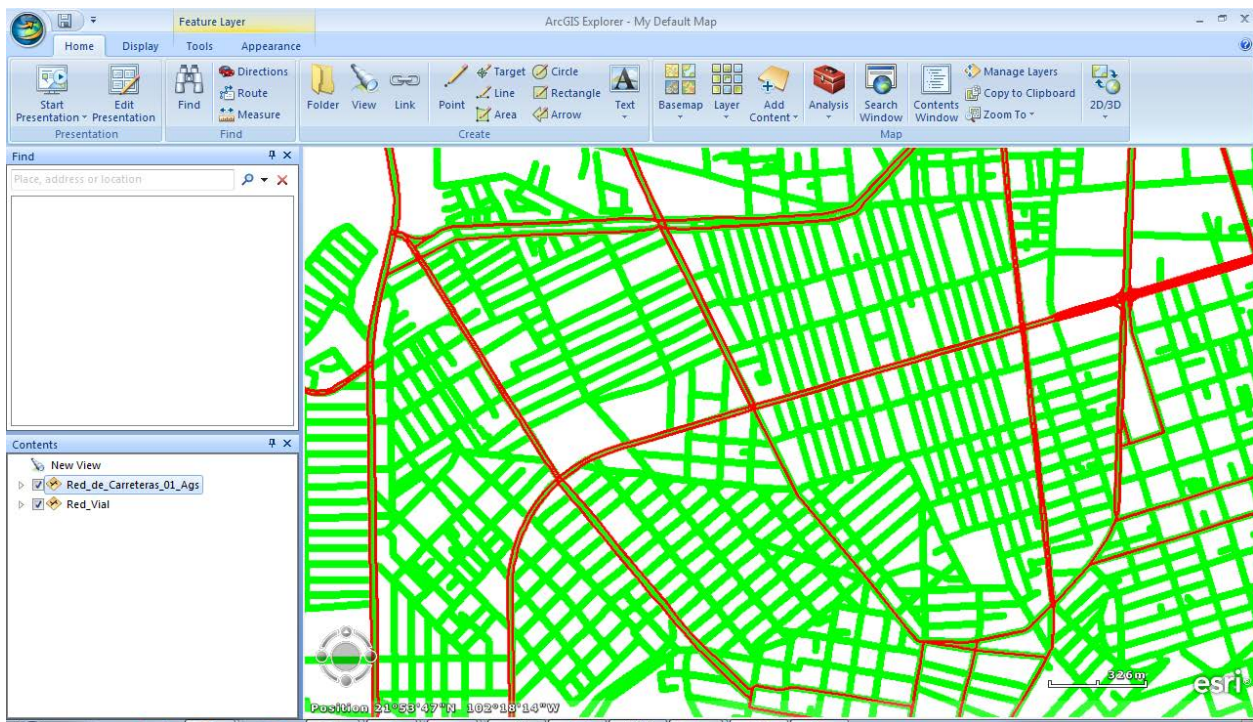 Feature Layer
ArcGIS Explorer - My Default Map
Home Display Tools Appearance
Start Presentation
Edit Presentation
Presentation
Find
Directions
Route
Measure
Find
Folder
View
Link
Point
Target
Line
Area
Circle
Rectangle
Arrow
Text
Create
Basemap
Layer
Add Content
Analysis
Search Window
Contents Window
Manage Layers
Copy to Clipboard
Zoom To
2D/3D
Map
Find
Place, address or location
Contents
New View
Red_de_Carreteras_01_Ags
Red_Vial
Position 21°53'47"N 102°18'14"W
326m
esri